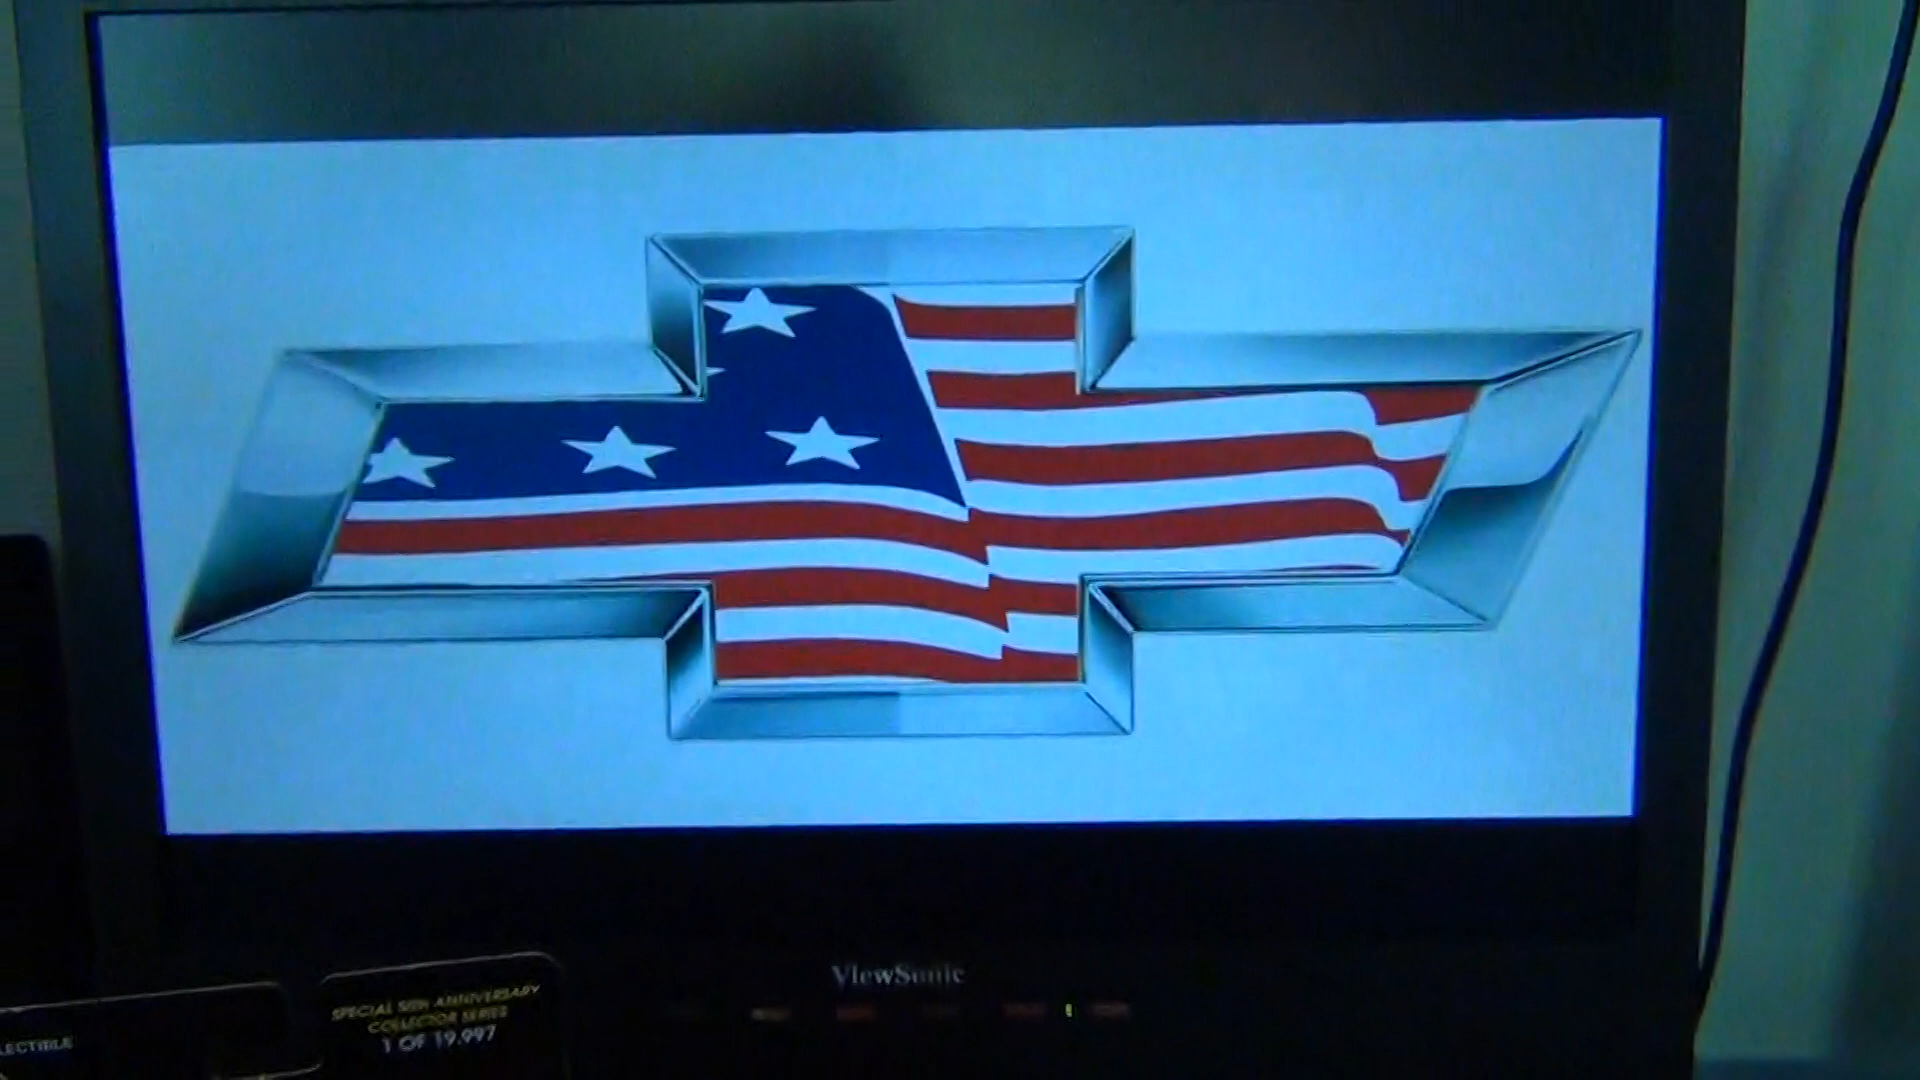 ViewSonic
SPECIAL 50TH ANNIVERSARY
COLLECTOR SERIES
1 OF 19,997
LECTIBLE